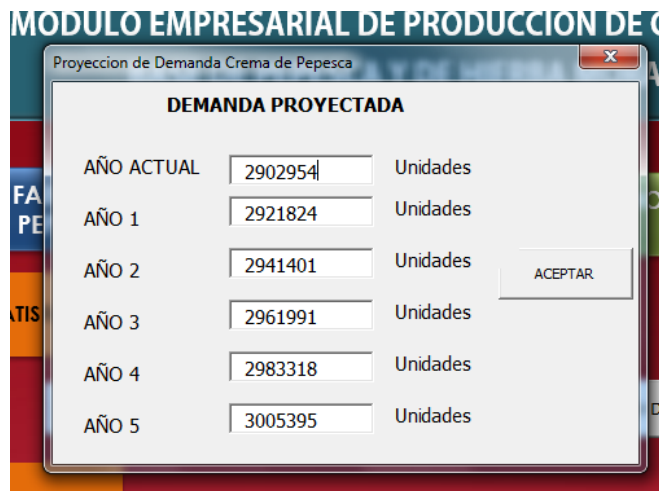 MODULO EMPRESARIAL DE PRODUCCION DE
Proyeccion de Demanda Crema de Pepesca
DEMANDA PROYECTADA
AÑO ACTUAL 2902954 Unidades
AÑO 1 2921824 Unidades
AÑO 2 2941401 Unidades
ACEPTAR
AÑO 3 2961991 Unidades
AÑO 4 2983318 Unidades
AÑO 5 3005395 Unidades
FA
PE